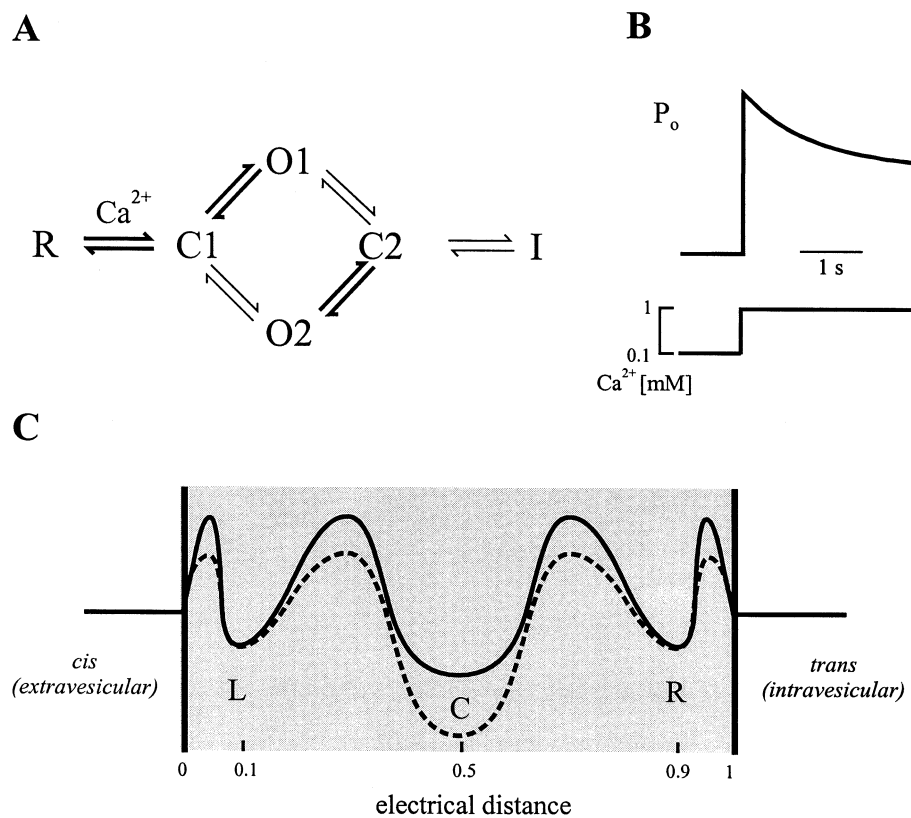 A
B
O1
P₀
Ca²⁺
R
C1
C2
I
1 s
O2
1
0.1
Ca²⁺ [mM]
C
cis
(extravesicular)
L
C
R
trans
(intravesicular)
0
0.1
0.5
0.9
1
electrical distance